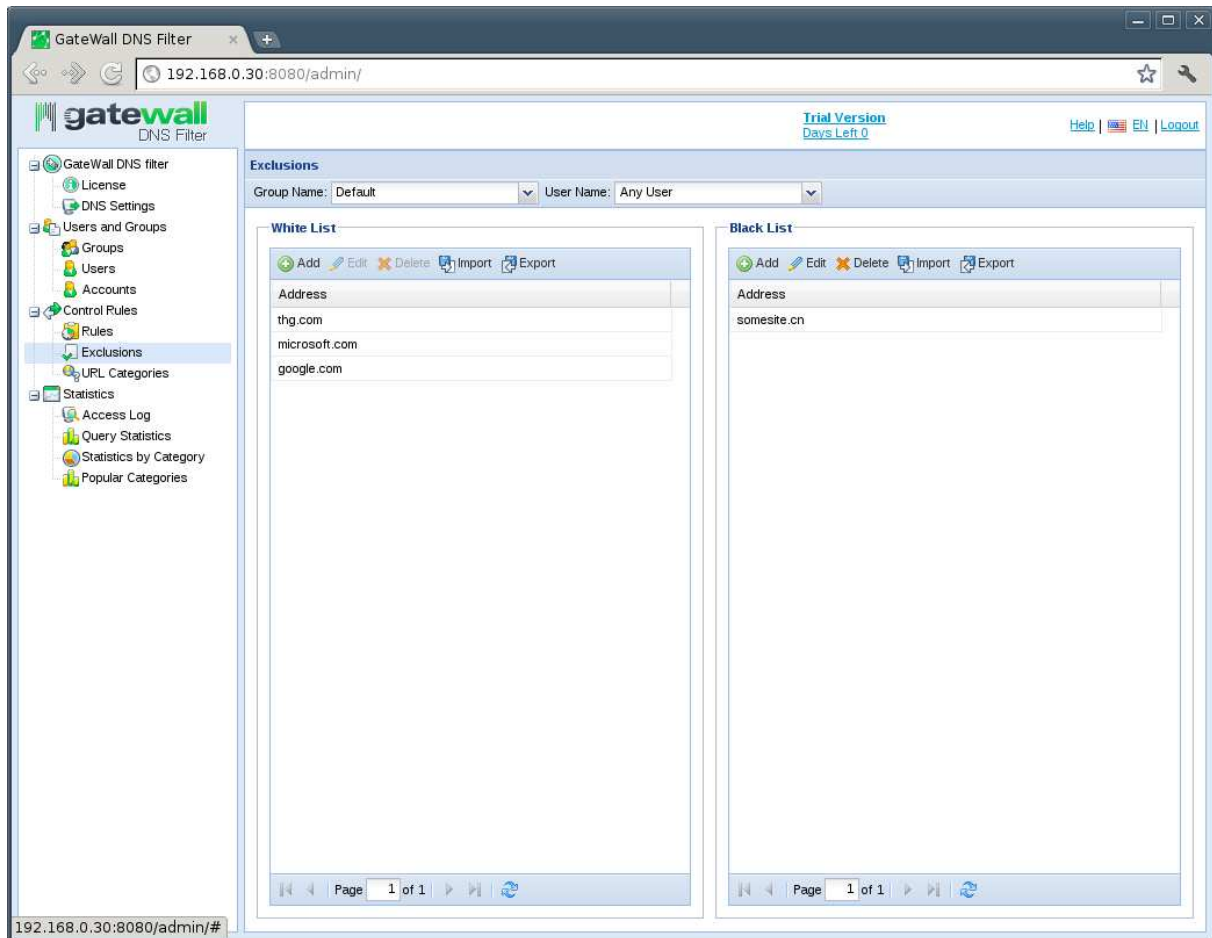 GateWall DNS Filter
192.168.0.30:8080/admin/
gatewall
DNS Filter
Trial Version
Days Left 0
Help | EN | Logout
GateWall DNS filter
License
DNS Settings
Users and Groups
Groups
Users
Accounts
Control Rules
Rules
Exclusions
URL Categories
Statistics
Access Log
Query Statistics
Statistics by Category
Popular Categories
Exclusions
Group Name: Default User Name: Any User
White List
Add Edit Delete Import Export
Address
thg.com
microsoft.com
google.com
Page 1 of 1
Black List
Add Edit Delete Import Export
Address
somesite.cn
Page 1 of 1
192.168.0.30:8080/admin/#